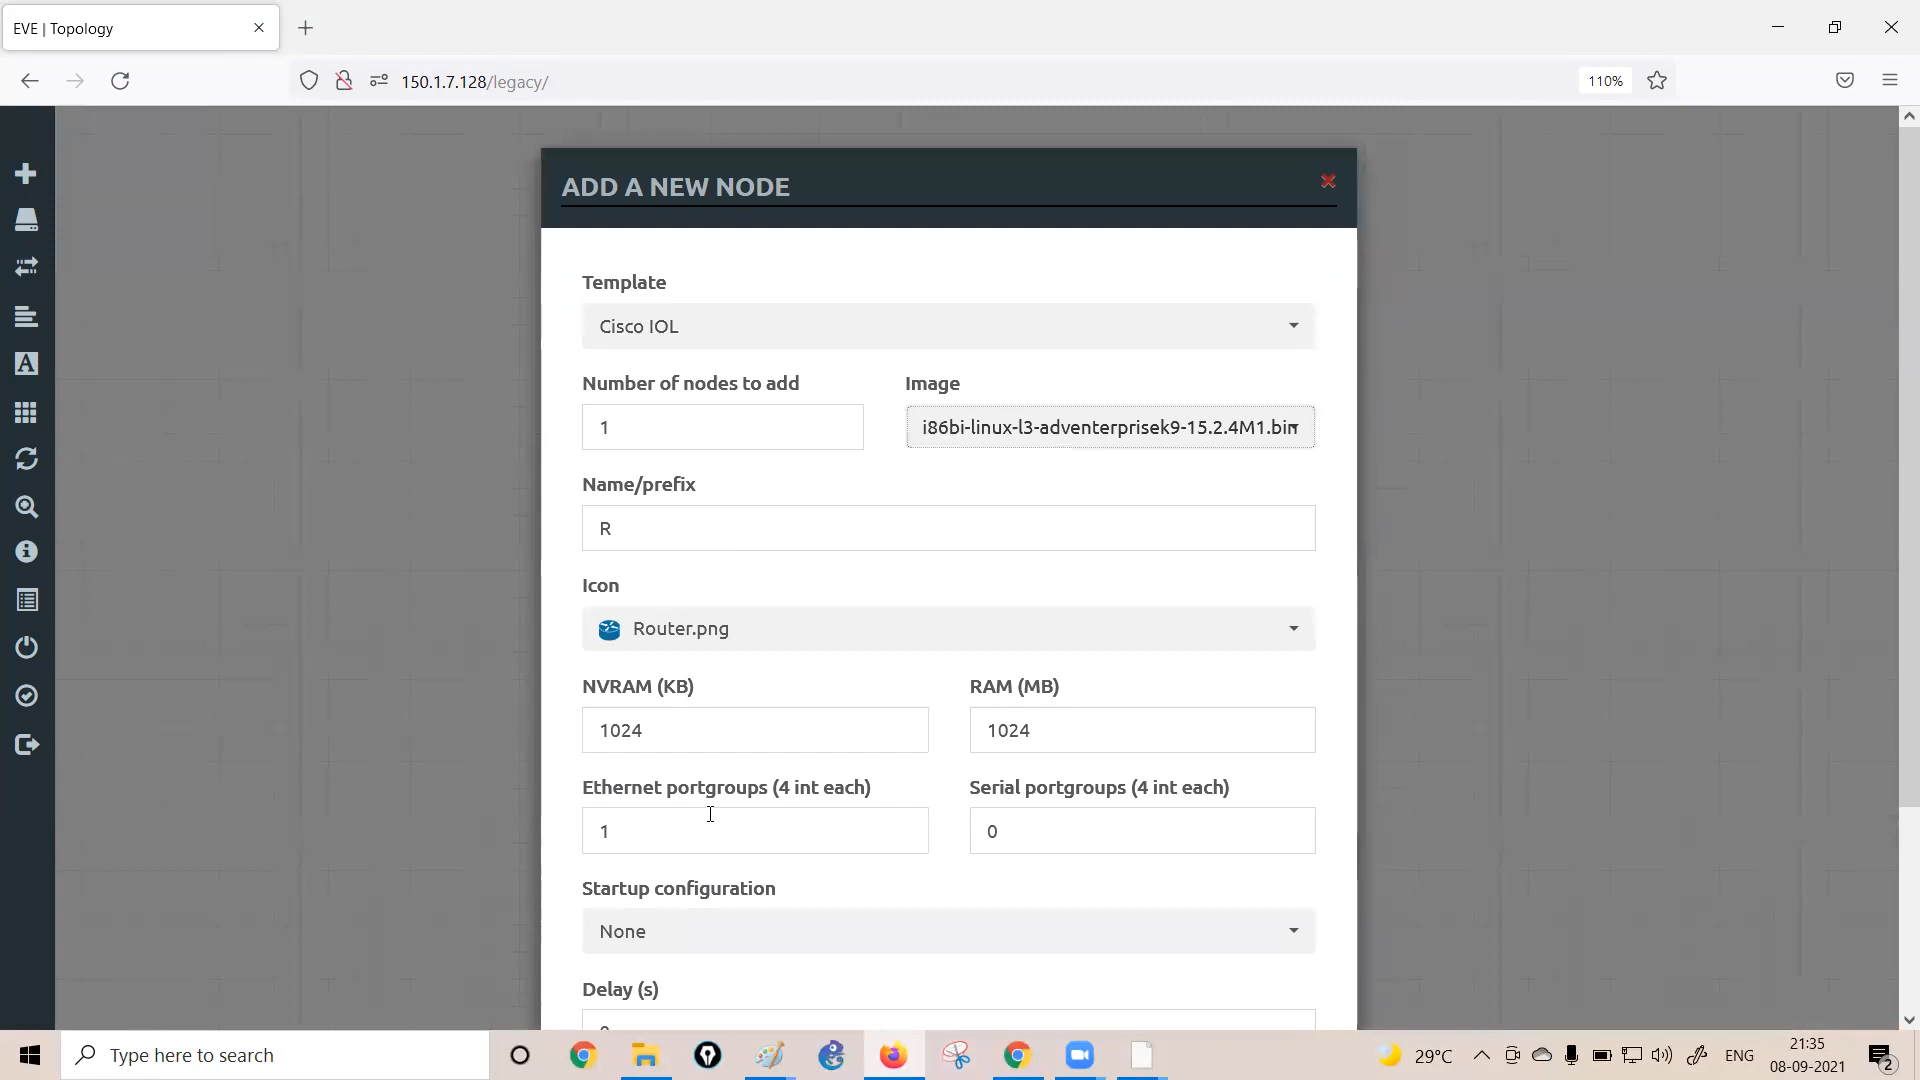 EVE | Topology
150.1.7.128/legacy/
110%
ADD A NEW NODE
Template
Cisco IOL
Number of nodes to add
Image
1
i86bi-linux-l3-adventerprisek9-15.2.4M1.bin
Name/prefix
R
Icon
Router.png
NVRAM (KB)
RAM (MB)
1024
1024
Ethernet portgroups (4 int each)
Serial portgroups (4 int each)
1
0
Startup configuration
None
Delay (s)
Type here to search
29°C
ENG
21:35
08-09-2021
2